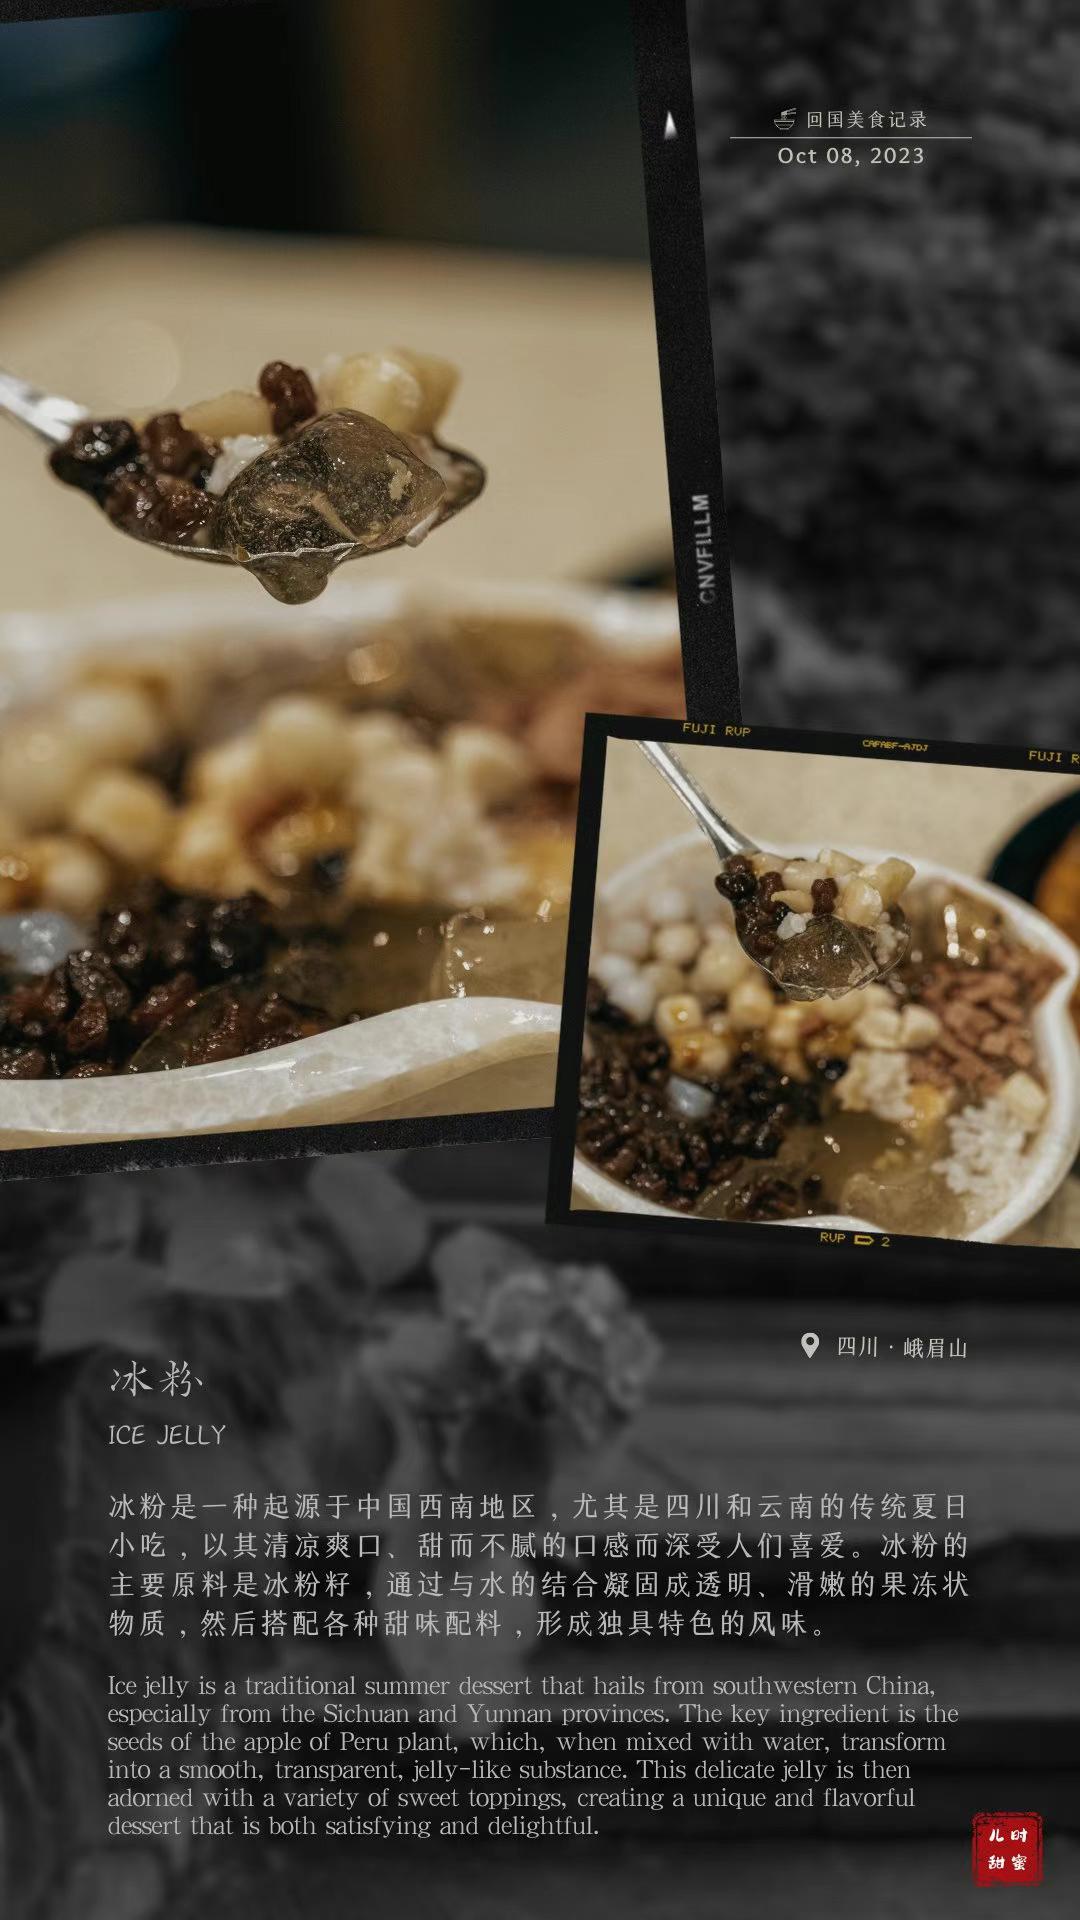 回国美食记录
Oct 08, 2023
CNVFILLM
FUJI RVP
CAFABF-AJDJ
FUJI R
RVP 2
四川 · 峨眉山
冰粉
ICE JELLY
冰粉是一种起源于中国西南地区，尤其是四川和云南的传统夏日
小吃，以其清凉爽口、甜而不腻的口感而深受人们喜爱。冰粉的
主要原料是冰粉籽，通过与水的结合凝固成透明、滑嫩的果冻状
物质，然后搭配各种甜味配料，形成独具特色的风味。
Ice jelly is a traditional summer dessert that hails from southwestern China,
especially from the Sichuan and Yunnan provinces. The key ingredient is the
seeds of the apple of Peru plant, which, when mixed with water, transform
into a smooth, transparent, jelly-like substance. This delicate jelly is then
adorned with a variety of sweet toppings, creating a unique and flavorful
dessert that is both satisfying and delightful.
儿时
甜蜜